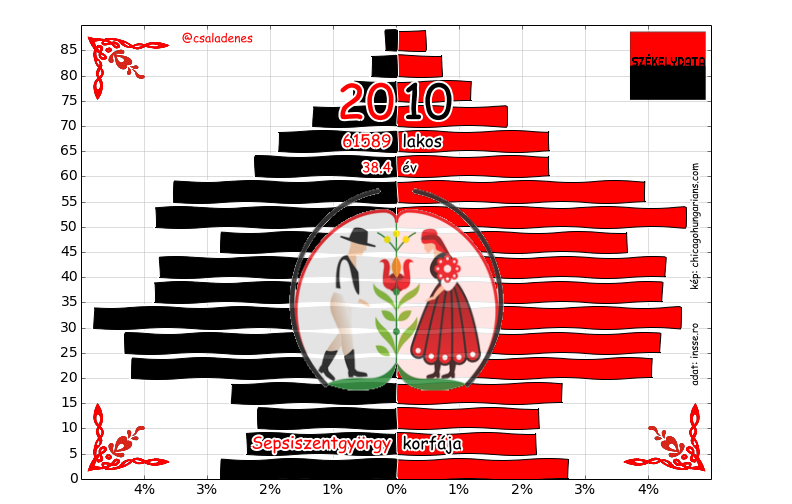 @csaladenes
SZÉKELYDATA
2010
61589 lakos
38.4 év
kép: chicagohungarians.com
adat: insse.ro
Sepsiszentgyörgy korfája
85
80
75
70
65
60
55
50
45
40
35
30
25
20
15
10
5
0
4% 3% 2% 1% 0% 1% 2% 3% 4%